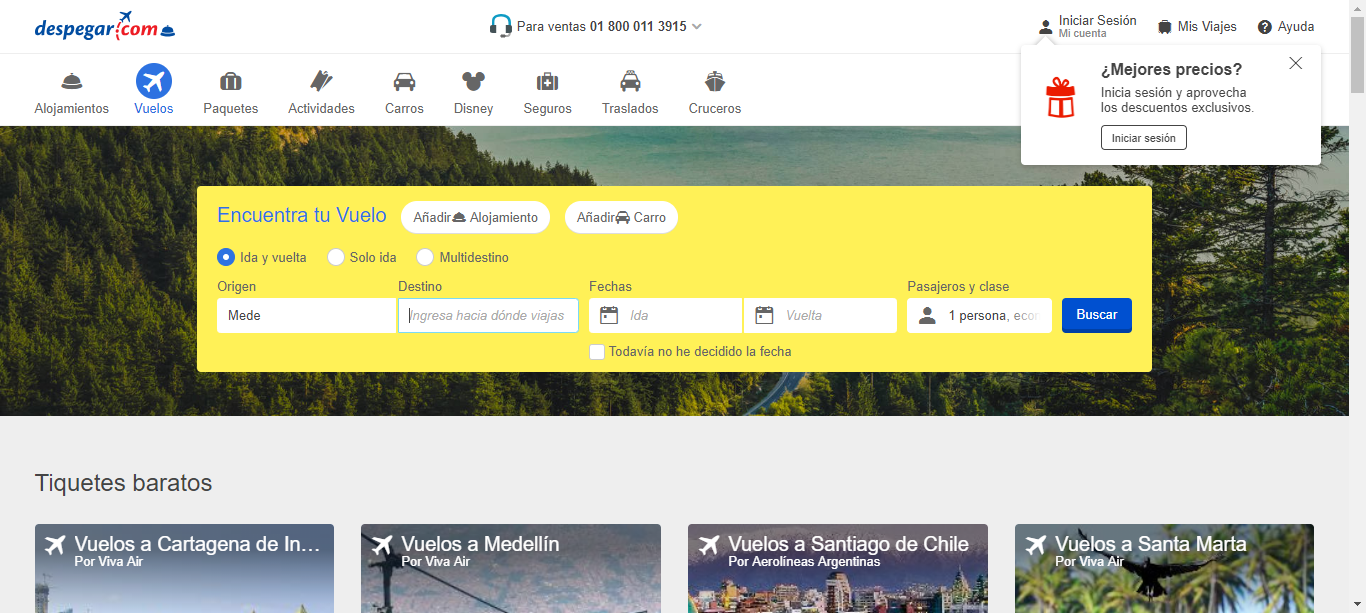 despegar.com
Para ventas 01 800 011 3915
Iniciar Sesión
Mi cuenta
Mis Viajes
Ayuda
Alojamientos
Vuelos
Paquetes
Actividades
Carros
Disney
Seguros
Traslados
Cruceros
¿Mejores precios?
Inicia sesión y aprovecha
los descuentos exclusivos.
Iniciar sesión
Encuentra tu Vuelo
Añadir Alojamiento
Añadir Carro
Ida y vuelta
Solo ida
Multidestino
Origen
Destino
Fechas
Pasajeros y clase
Mede
Ingresa hacia dónde viajas
Ida
Vuelta
1 persona, econ
Buscar
Todavía no he decidido la fecha
Tiquetes baratos
Vuelos a Cartagena de In...
Por Viva Air
Vuelos a Medellín
Por Viva Air
Vuelos a Santiago de Chile
Por Aerolíneas Argentinas
Vuelos a Santa Marta
Por Viva Air